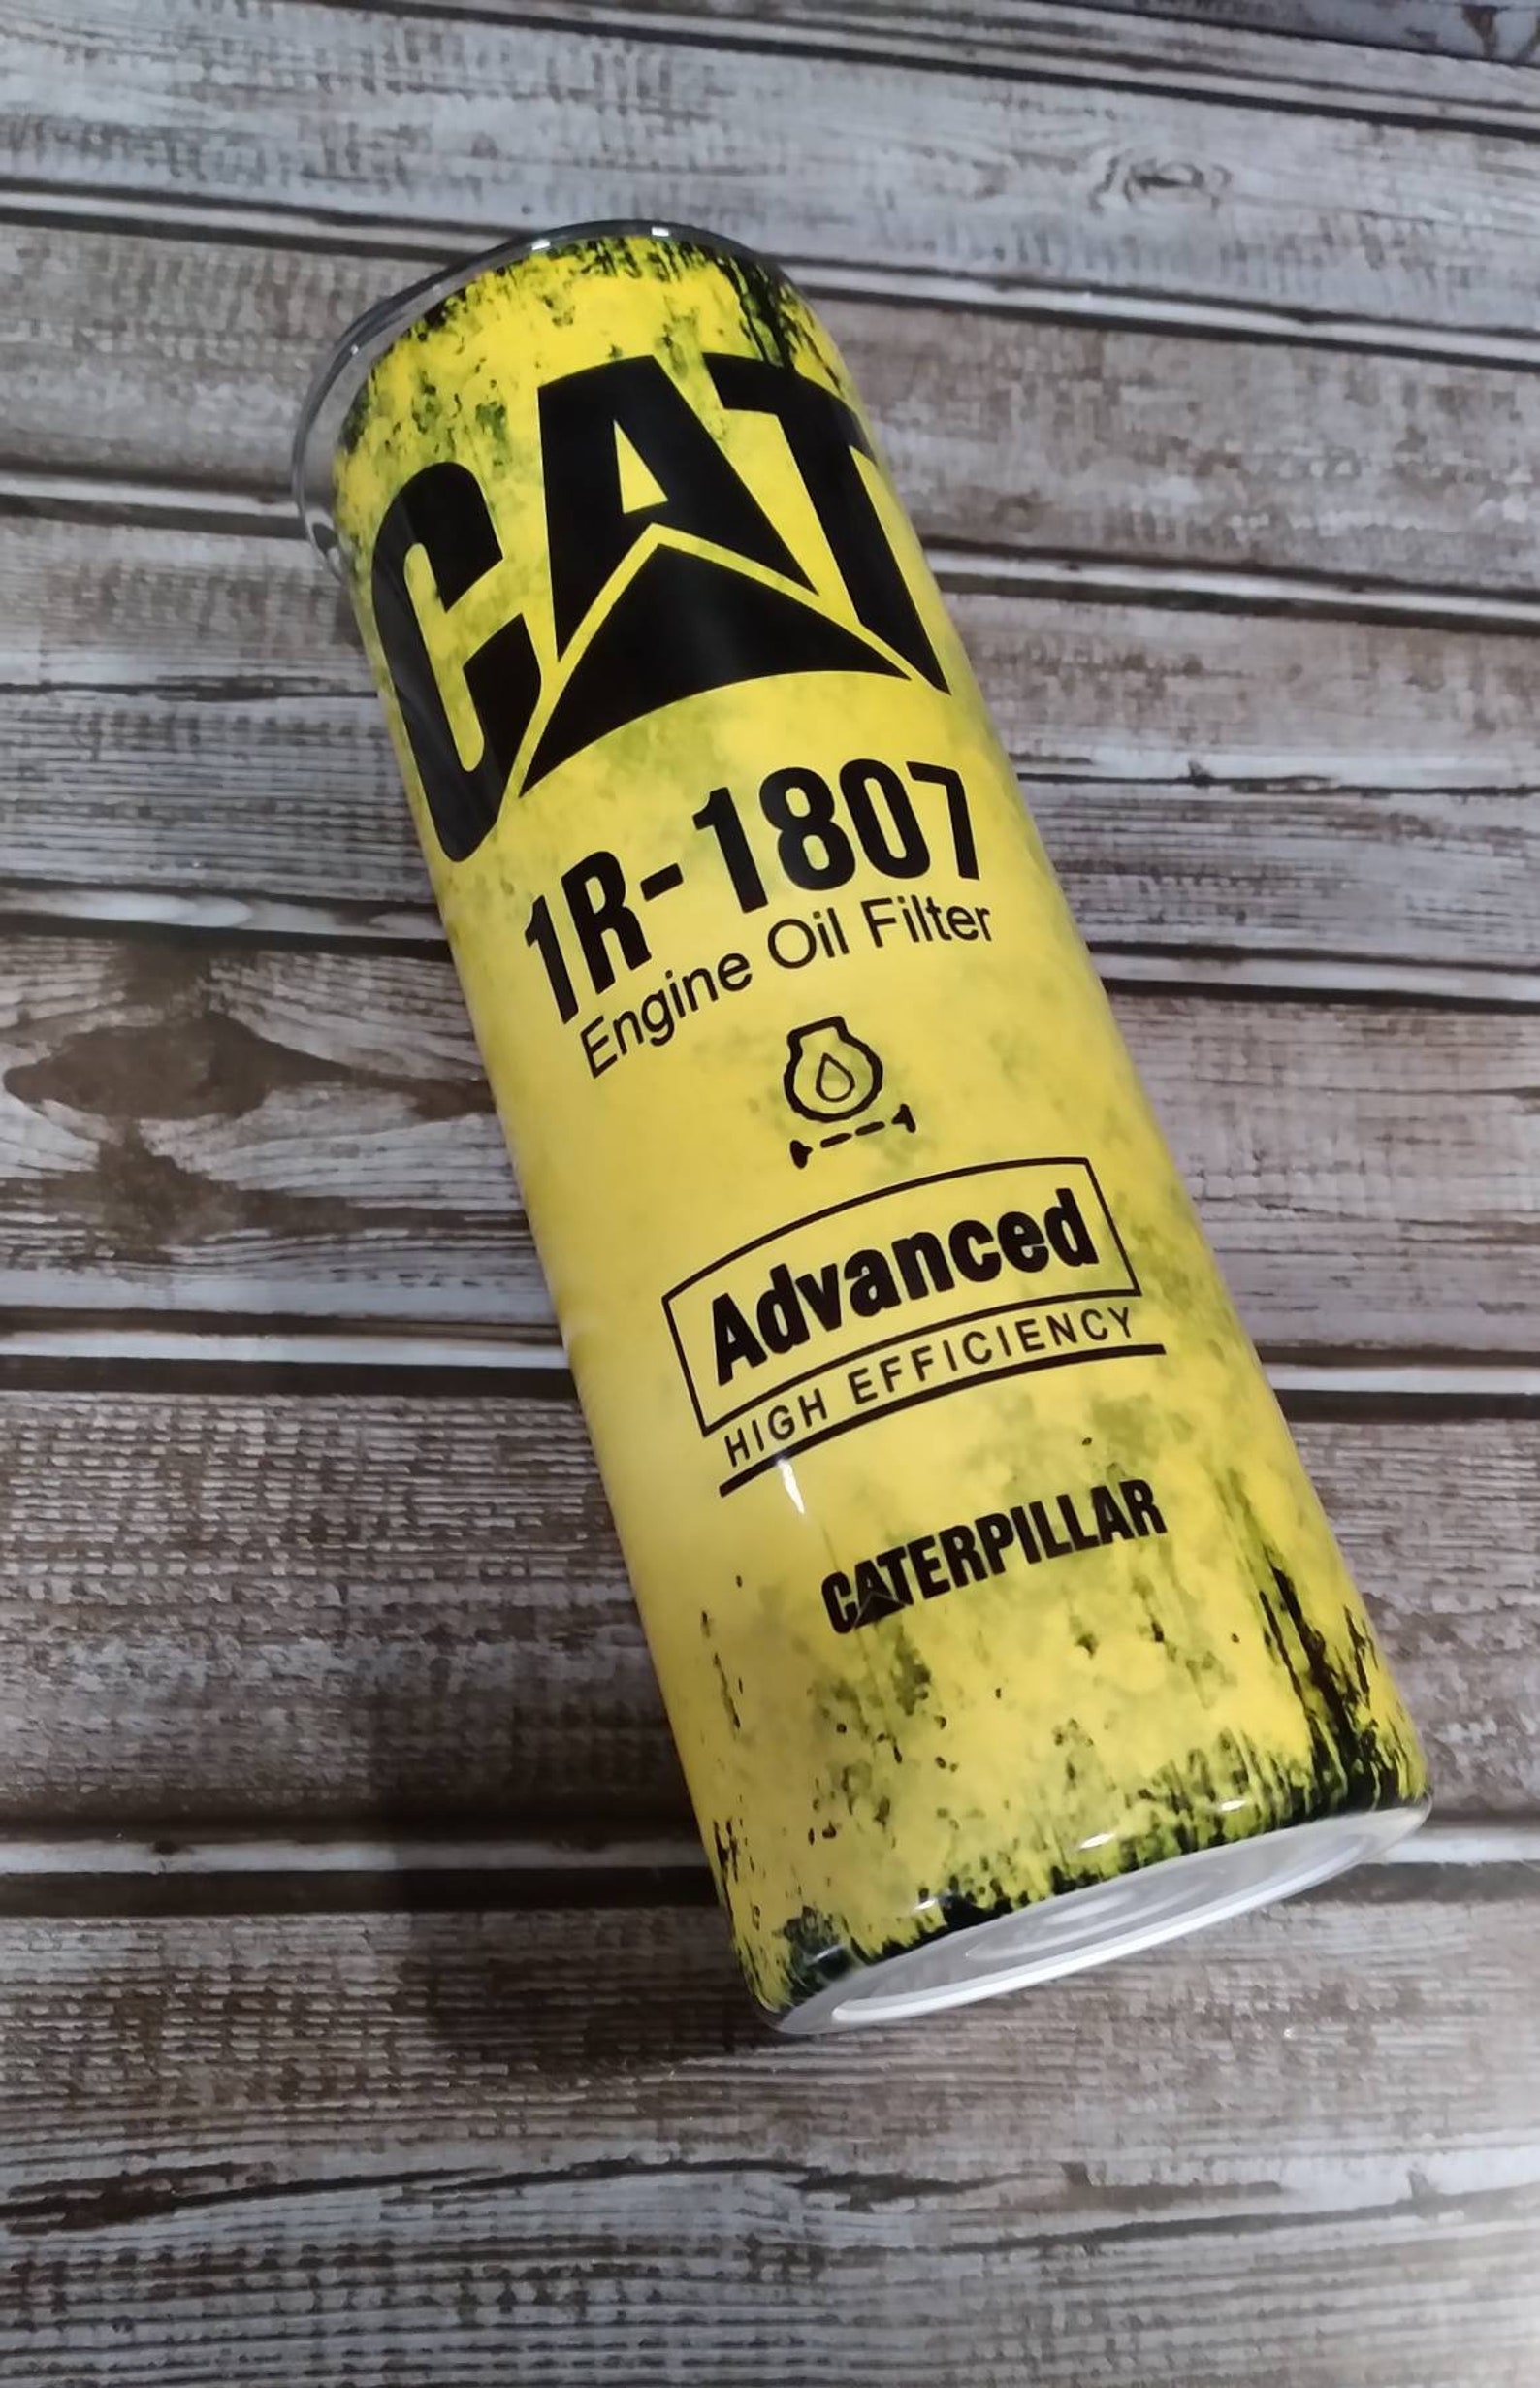 CAT
1R-1807
Engine Oil Filter
Advanced
HIGH EFFICIENCY
CATERPILLAR